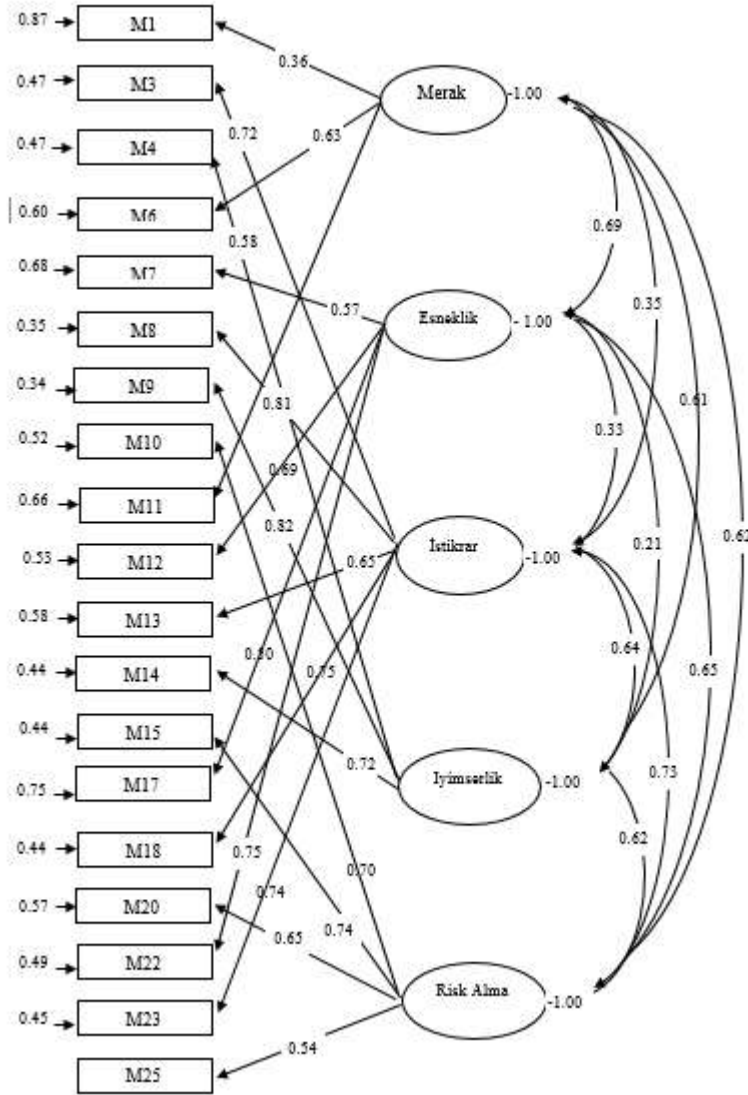 0.87 M1
0.36
Merak -1.00
0.47 M3
0.72
0.63
0.47 M4
0.60 M6
0.58
0.69
0.68 M7
0.57
Esneklik - 1.00
0.35
0.35 M8
0.34 M9
0.81
0.33
0.61
0.52 M10
0.69
0.66 M11
0.82
0.62
0.53 M12
0.65
İstikrar -1.00
0.21
0.58 M13
0.64
0.44 M14
0.75
0.65
0.44 M15
0.72
Iyimserlik -1.00
0.73
0.75 M17
0.62
0.44 M18
0.75
0.70
0.57 M20
0.74
0.74
0.65
0.49 M22
Risk Alma -1.00
0.45 M23
0.54
M25